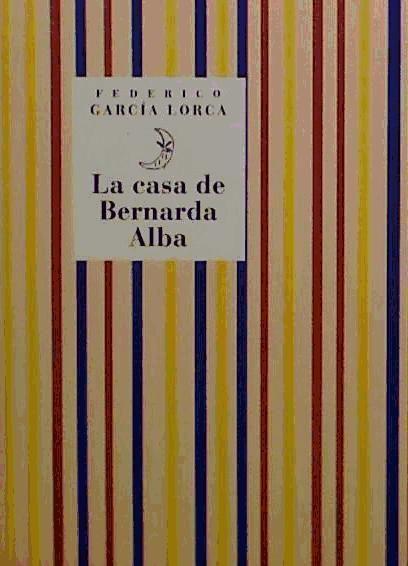 FEDERICO
GARCÍA LORCA
La casa de
Bernarda
Alba